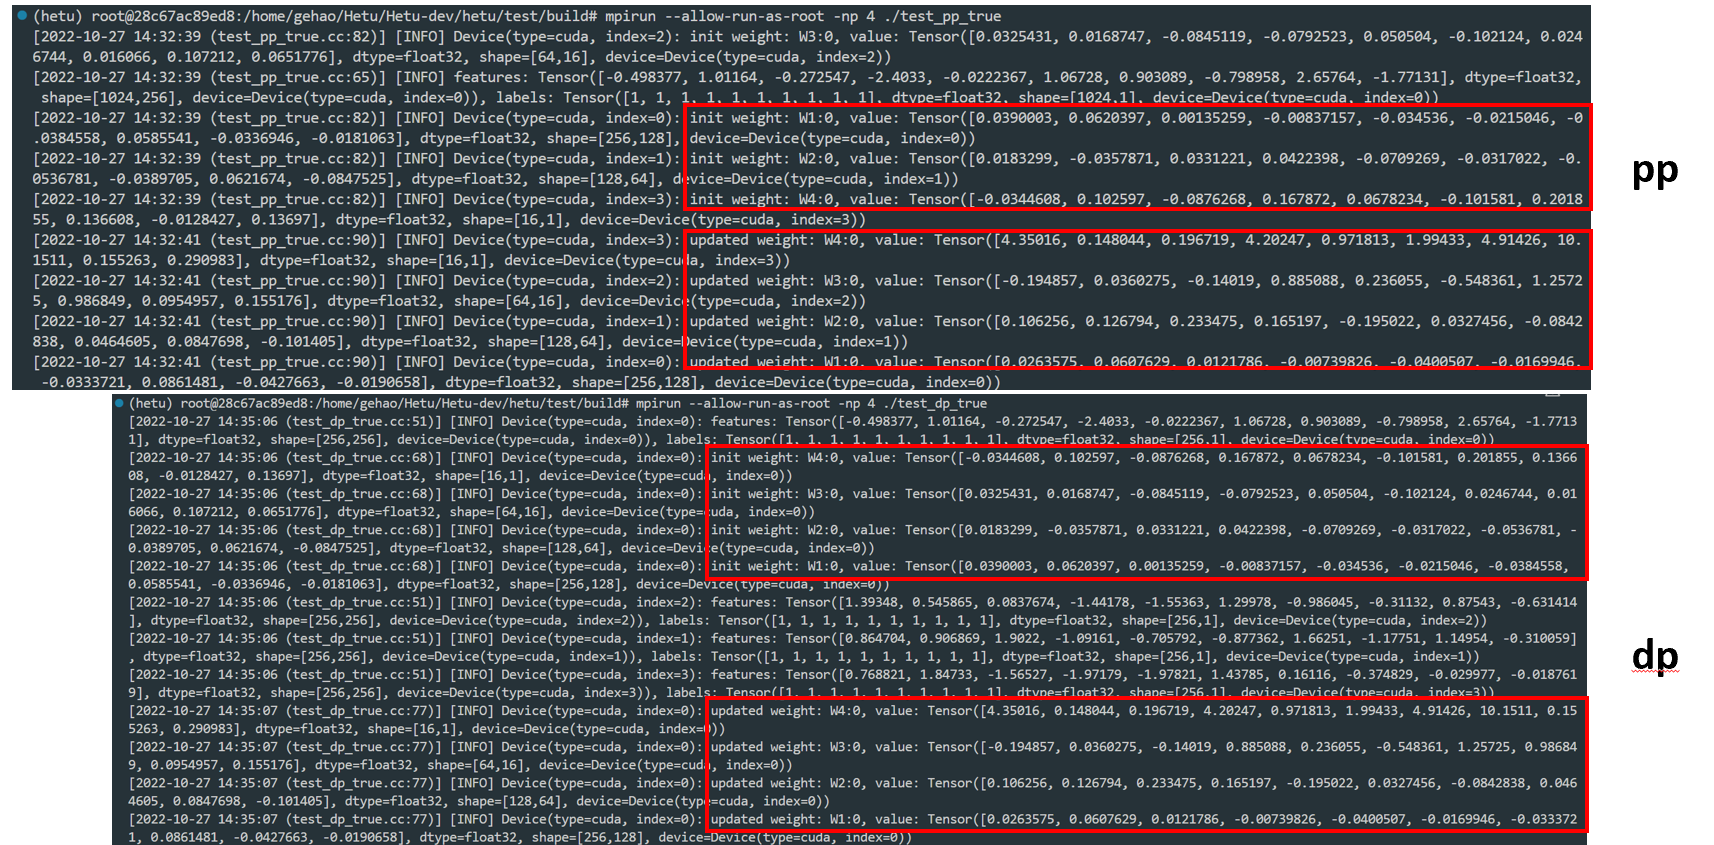 (hetu) root@28c67ac89ed8:/home/gehao/Hetu/Hetu-dev/hetu/test/build# mpirun --allow-run-as-root -np 4 ./test_pp_true
[2022-10-27 14:32:39 (test_pp_true.cc:82)] [INFO] Device(type=cuda, index=2): init weight: W3:0, value: Tensor([0.0325431, 0.0168747, -0.0845119, -0.0792523, 0.050504, -0.102124, 0.024
6744, 0.016066, 0.107212, 0.0651776], dtype=float32, shape=[64,16], device=Device(type=cuda, index=2))
[2022-10-27 14:32:39 (test_pp_true.cc:65)] [INFO] features: Tensor([-0.498377, 1.01164, -0.272547, -2.4033, -0.0222367, 1.06728, 0.903089, -0.798958, 2.65764, -1.77131], dtype=float32,
shape=[1024,256], device=Device(type=cuda, index=0)), labels: Tensor([1, 1, 1, 1, 1, 1, 1, 1, 1, 1], dtype=float32, shape=[1024,1], device=Device(type=cuda, index=0))
[2022-10-27 14:32:39 (test_pp_true.cc:82)] [INFO] Device(type=cuda, index=0): init weight: W1:0, value: Tensor([0.0390003, 0.0620397, 0.00135259, -0.00837157, -0.034536, -0.0215046, -0
.0384558, 0.0585541, -0.0336946, -0.0181063], dtype=float32, shape=[256,128], device=Device(type=cuda, index=0))
[2022-10-27 14:32:39 (test_pp_true.cc:82)] [INFO] Device(type=cuda, index=1): init weight: W2:0, value: Tensor([0.0183299, -0.0357871, 0.0331221, 0.0422398, -0.0709269, -0.0317022, -0.
0536781, -0.0389705, 0.0621674, -0.0847525], dtype=float32, shape=[128,64], device=Device(type=cuda, index=1))
[2022-10-27 14:32:39 (test_pp_true.cc:82)] [INFO] Device(type=cuda, index=3): init weight: W4:0, value: Tensor([-0.0344608, 0.102597, -0.0876268, 0.167872, 0.0678234, -0.101581, 0.2018
55, 0.136608, -0.0128427, 0.13697], dtype=float32, shape=[16,1], device=Device(type=cuda, index=3))
[2022-10-27 14:32:41 (test_pp_true.cc:90)] [INFO] Device(type=cuda, index=3): updated weight: W4:0, value: Tensor([4.35016, 0.148044, 0.196719, 4.20247, 0.971813, 1.99433, 4.91426, 10.
1511, 0.155263, 0.290983], dtype=float32, shape=[16,1], device=Device(type=cuda, index=3))
[2022-10-27 14:32:41 (test_pp_true.cc:90)] [INFO] Device(type=cuda, index=2): updated weight: W3:0, value: Tensor([-0.194857, 0.0360275, -0.14019, 0.885088, 0.236055, -0.548361, 1.2572
5, 0.986849, 0.0954957, 0.155176], dtype=float32, shape=[64,16], device=Device(type=cuda, index=2))
[2022-10-27 14:32:41 (test_pp_true.cc:90)] [INFO] Device(type=cuda, index=1): updated weight: W2:0, value: Tensor([0.106256, 0.126794, 0.233475, 0.165197, -0.195022, 0.0327456, -0.0842
838, 0.0464605, 0.0847698, -0.101405], dtype=float32, shape=[128,64], device=Device(type=cuda, index=1))
[2022-10-27 14:32:41 (test_pp_true.cc:90)] [INFO] Device(type=cuda, index=0): updated weight: W1:0, value: Tensor([0.0263575, 0.0607629, 0.0121786, -0.00739826, -0.0400507, -0.0169946,
-0.0333721, 0.0861481, -0.0427663, -0.0190658], dtype=float32, shape=[256,128], device=Device(type=cuda, index=0))
pp
(hetu) root@28c67ac89ed8:/home/gehao/Hetu/Hetu-dev/hetu/test/build# mpirun --allow-run-as-root -np 4 ./test_dp_true
[2022-10-27 14:35:06 (test_dp_true.cc:51)] [INFO] Device(type=cuda, index=0): features: Tensor([-0.498377, 1.01164, -0.272547, -2.4033, -0.0222367, 1.06728, 0.903089, -0.798958, 2.65764, -1.7713
1], dtype=float32, shape=[256,256], device=Device(type=cuda, index=0)), labels: Tensor([1, 1, 1, 1, 1, 1, 1, 1, 1, 1], dtype=float32, shape=[256,1], device=Device(type=cuda, index=0))
[2022-10-27 14:35:06 (test_dp_true.cc:68)] [INFO] Device(type=cuda, index=0): init weight: W4:0, value: Tensor([-0.0344608, 0.102597, -0.0876268, 0.167872, 0.0678234, -0.101581, 0.201855, 0.1366
08, -0.0128427, 0.13697], dtype=float32, shape=[16,1], device=Device(type=cuda, index=0))
[2022-10-27 14:35:06 (test_dp_true.cc:68)] [INFO] Device(type=cuda, index=0): init weight: W3:0, value: Tensor([0.0325431, 0.0168747, -0.0845119, -0.0792523, 0.050504, -0.102124, 0.0246744, 0.01
6066, 0.107212, 0.0651776], dtype=float32, shape=[64,16], device=Device(type=cuda, index=0))
[2022-10-27 14:35:06 (test_dp_true.cc:68)] [INFO] Device(type=cuda, index=0): init weight: W2:0, value: Tensor([0.0183299, -0.0357871, 0.0331221, 0.0422398, -0.0709269, -0.0317022, -0.0536781, -
0.0389705, 0.0621674, -0.0847525], dtype=float32, shape=[128,64], device=Device(type=cuda, index=0))
[2022-10-27 14:35:06 (test_dp_true.cc:68)] [INFO] Device(type=cuda, index=0): init weight: W1:0, value: Tensor([0.0390003, 0.0620397, 0.00135259, -0.00837157, -0.034536, -0.0215046, -0.0384558,
0.0585541, -0.0336946, -0.0181063], dtype=float32, shape=[256,128], device=Device(type=cuda, index=0))
[2022-10-27 14:35:06 (test_dp_true.cc:51)] [INFO] Device(type=cuda, index=2): features: Tensor([1.39348, 0.545865, 0.0837674, -1.44178, -1.55363, 1.29978, -0.986045, -0.31132, 0.87543, -0.631414
], dtype=float32, shape=[256,256], device=Device(type=cuda, index=2)), labels: Tensor([1, 1, 1, 1, 1, 1, 1, 1, 1, 1], dtype=float32, shape=[256,1], device=Device(type=cuda, index=2))
[2022-10-27 14:35:06 (test_dp_true.cc:51)] [INFO] Device(type=cuda, index=1): features: Tensor([0.864704, 0.906869, 1.9022, -1.09161, -0.705792, -0.877362, 1.66251, -1.17751, 1.14954, -0.310059]
, dtype=float32, shape=[256,256], device=Device(type=cuda, index=1)), labels: Tensor([1, 1, 1, 1, 1, 1, 1, 1, 1, 1], dtype=float32, shape=[256,1], device=Device(type=cuda, index=1))
[2022-10-27 14:35:06 (test_dp_true.cc:51)] [INFO] Device(type=cuda, index=3): features: Tensor([0.768821, 1.84733, -1.56527, -1.97179, -1.97821, 1.43785, 0.16116, -0.374829, -0.029977, -0.018761
9], dtype=float32, shape=[256,256], device=Device(type=cuda, index=3)), labels: Tensor([1, 1, 1, 1, 1, 1, 1, 1, 1, 1], dtype=float32, shape=[256,1], device=Device(type=cuda, index=3))
[2022-10-27 14:35:07 (test_dp_true.cc:77)] [INFO] Device(type=cuda, index=0): updated weight: W4:0, value: Tensor([4.35016, 0.148044, 0.196719, 4.20247, 0.971813, 1.99433, 4.91426, 10.1511, 0.15
5263, 0.290983], dtype=float32, shape=[16,1], device=Device(type=cuda, index=0))
[2022-10-27 14:35:07 (test_dp_true.cc:77)] [INFO] Device(type=cuda, index=0): updated weight: W3:0, value: Tensor([-0.194857, 0.0360275, -0.14019, 0.885088, 0.236055, -0.548361, 1.25725, 0.98684
9, 0.0954957, 0.155176], dtype=float32, shape=[64,16], device=Device(type=cuda, index=0))
[2022-10-27 14:35:07 (test_dp_true.cc:77)] [INFO] Device(type=cuda, index=0): updated weight: W2:0, value: Tensor([0.106256, 0.126794, 0.233475, 0.165197, -0.195022, 0.0327456, -0.0842838, 0.046
4605, 0.0847698, -0.101405], dtype=float32, shape=[128,64], device=Device(type=cuda, index=0))
[2022-10-27 14:35:07 (test_dp_true.cc:77)] [INFO] Device(type=cuda, index=0): updated weight: W1:0, value: Tensor([0.0263575, 0.0607629, 0.0121786, -0.00739826, -0.0400507, -0.0169946, -0.033372
1, 0.0861481, -0.0427663, -0.0190658], dtype=float32, shape=[256,128], device=Device(type=cuda, index=0))
dp